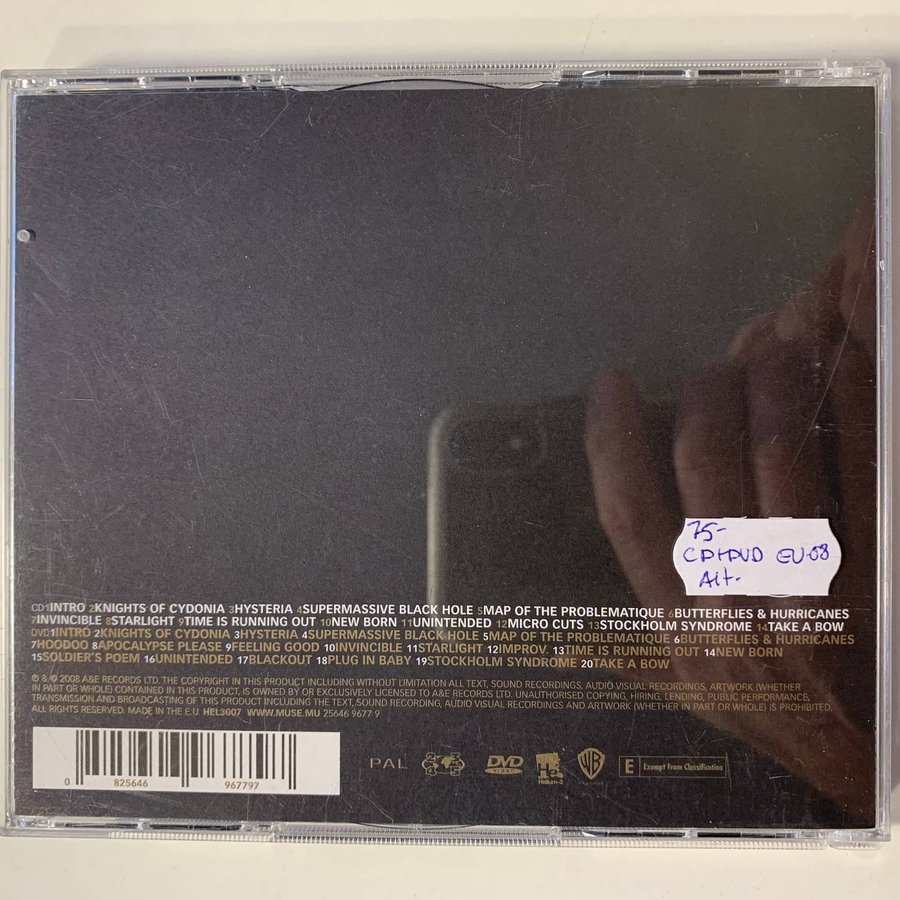 75-
CD+DVD EU-08
Alt.
CD 1INTRO 2KNIGHTS OF CYDONIA 3HYSTERIA 4SUPERMASSIVE BLACK HOLE 5MAP OF THE PROBLEMATIQUE 6BUTTERFLIES & HURRICANES
7INVINCIBLE 8STARLIGHT 9TIME IS RUNNING OUT 10NEW BORN 11UNINTENDED 12MICRO CUTS 13STOCKHOLM SYNDROME 14TAKE A BOW
DVD 1INTRO 2KNIGHTS OF CYDONIA 3HYSTERIA 4SUPERMASSIVE BLACK HOLE 5MAP OF THE PROBLEMATIQUE 6BUTTERFLIES & HURRICANES
7HOODOO 8APOCALYPSE PLEASE 9FEELING GOOD 10INVINCIBLE 11STARLIGHT 12IMPROV. 13TIME IS RUNNING OUT 14NEW BORN
15SOLDIER'S POEM 16UNINTENDED 17BLACKOUT 18PLUG IN BABY 19STOCKHOLM SYNDROME 20TAKE A BOW
℗ & © 2008 A&E RECORDS LTD. THE COPYRIGHT IN THIS PRODUCT INCLUDING WITHOUT LIMITATION ALL TEXT, SOUND RECORDINGS, AUDIO VISUAL RECORDINGS, ARTWORK (WHETHER
IN PART OR WHOLE) CONTAINED IN THIS PRODUCT, IS OWNED BY OR EXCLUSIVELY LICENSED TO A&E RECORDS LTD. UNAUTHORISED COPYING, HIRING, LENDING, PUBLIC PERFORMANCE,
TRANSMISSION AND BROADCASTING OF THIS PRODUCT INCLUDING THE TEXT, SOUND RECORDING, AUDIO VISUAL RECORDINGS AND ARTWORK (WHETHER IN PART OR WHOLE) IS PROHIBITED.
ALL RIGHTS RESERVED. MADE IN THE E.U. HEL3007 WWW.MUSE.MU 25646 9677 9
PAL DVD VIDEO Helium-3 WB E Exempt From Classification
0 825646 967797